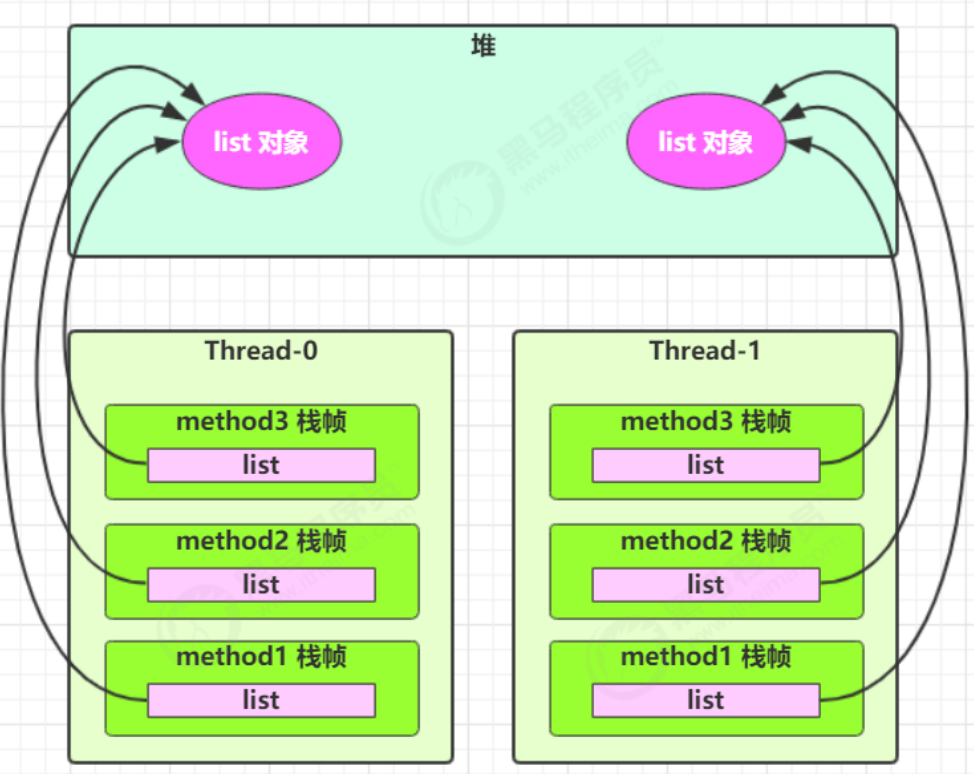 堆
list 对象
list 对象
黑马程序员
www.itheima.com
Thread-0
method3 栈帧
list
method2 栈帧
list
method1 栈帧
list
Thread-1
method3 栈帧
list
method2 栈帧
list
method1 栈帧
list